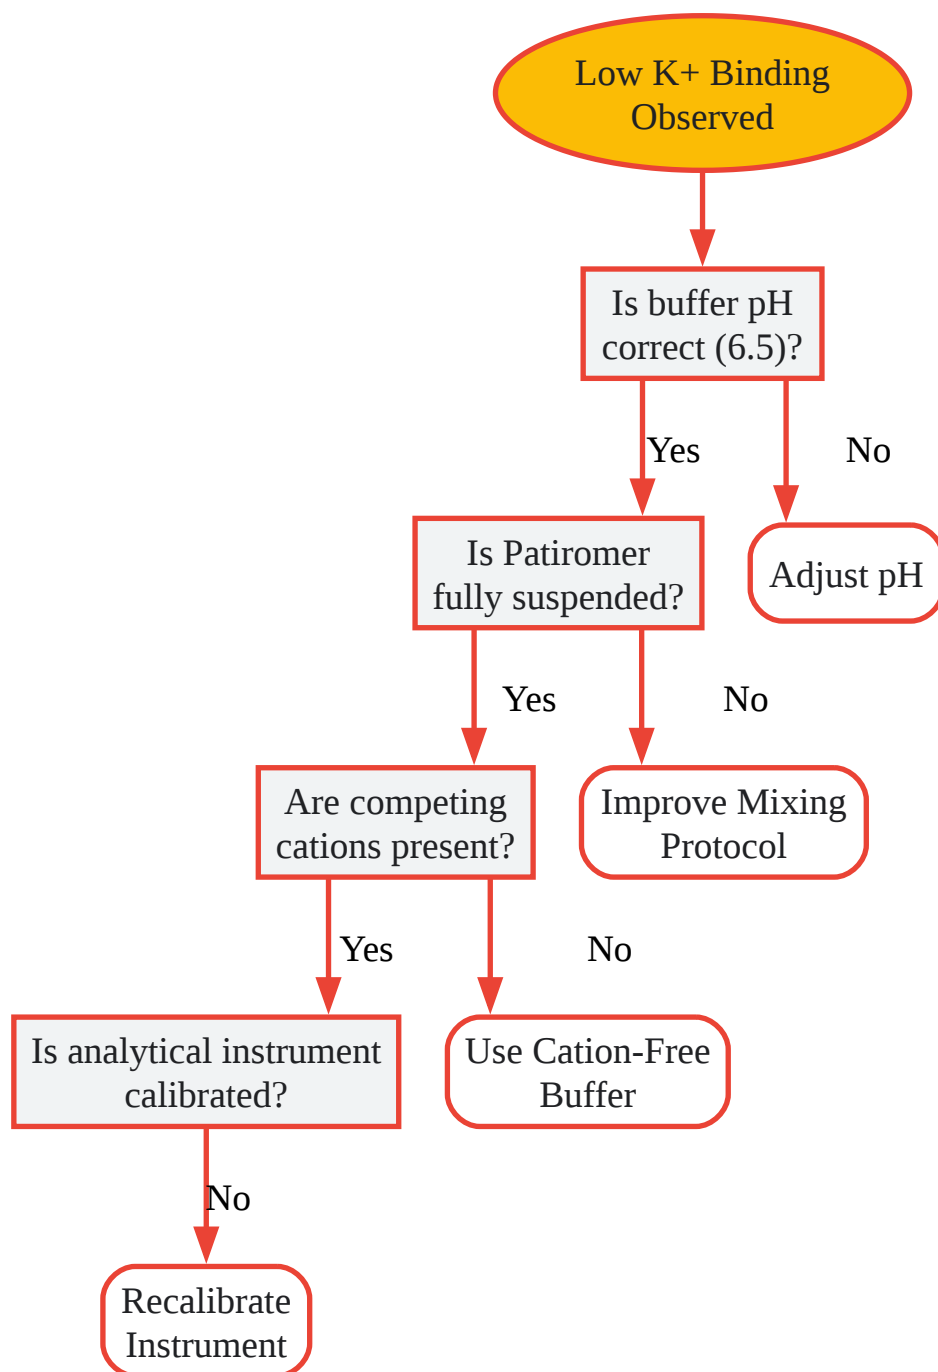 Low K+ Binding
Observed
Is buffer pH
correct (6.5)?
Yes
No
Is Patiromer
fully suspended?
Adjust pH
Yes
No
Are competing
cations present?
Improve Mixing
Protocol
Yes
No
Is analytical instrument
calibrated?
Use Cation-Free
Buffer
No
Recalibrate
Instrument